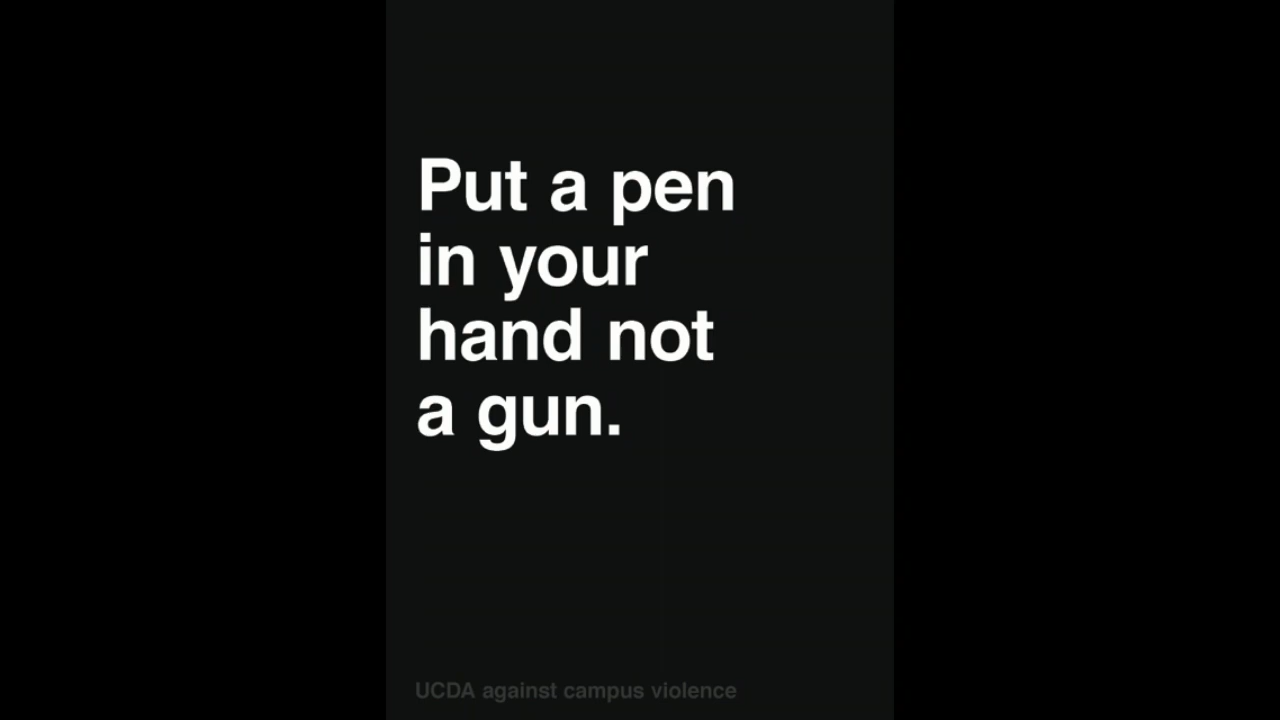 Put a pen
in your
hand not
a gun.
UCDA against campus violence